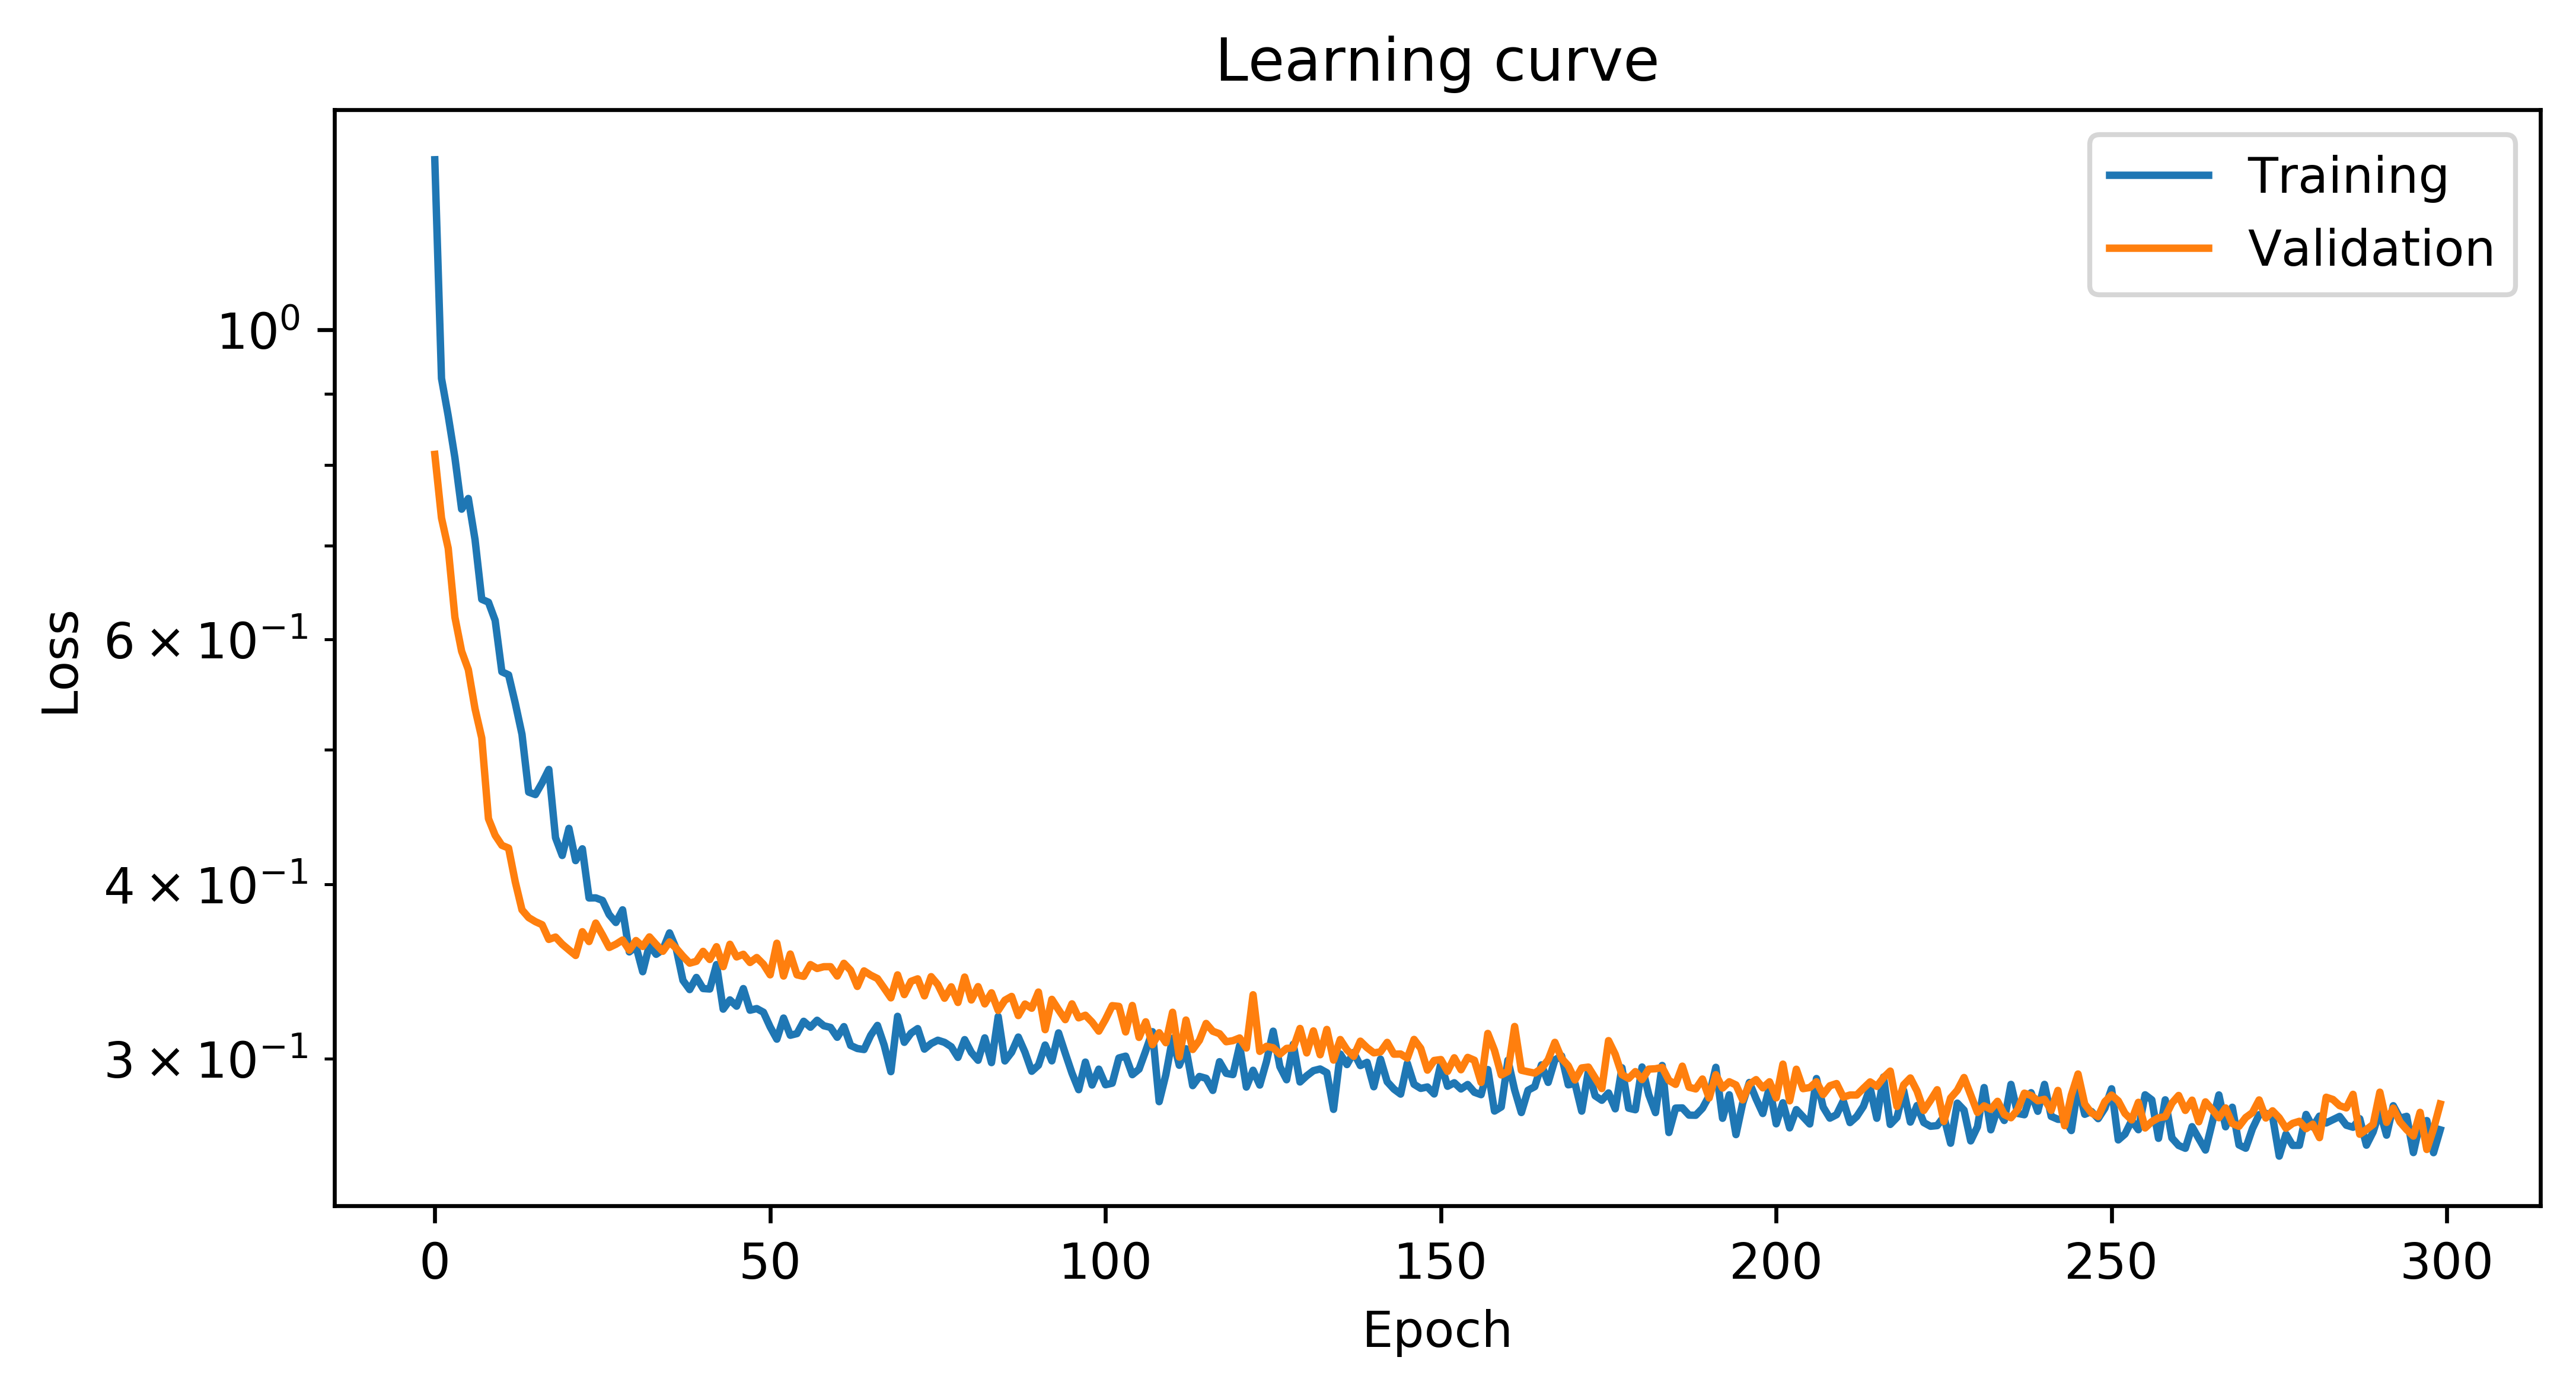 Learning curve
Training
Validation
10⁰
6 × 10⁻¹
4 × 10⁻¹
3 × 10⁻¹
Loss
0 50 100 150 200 250 300
Epoch